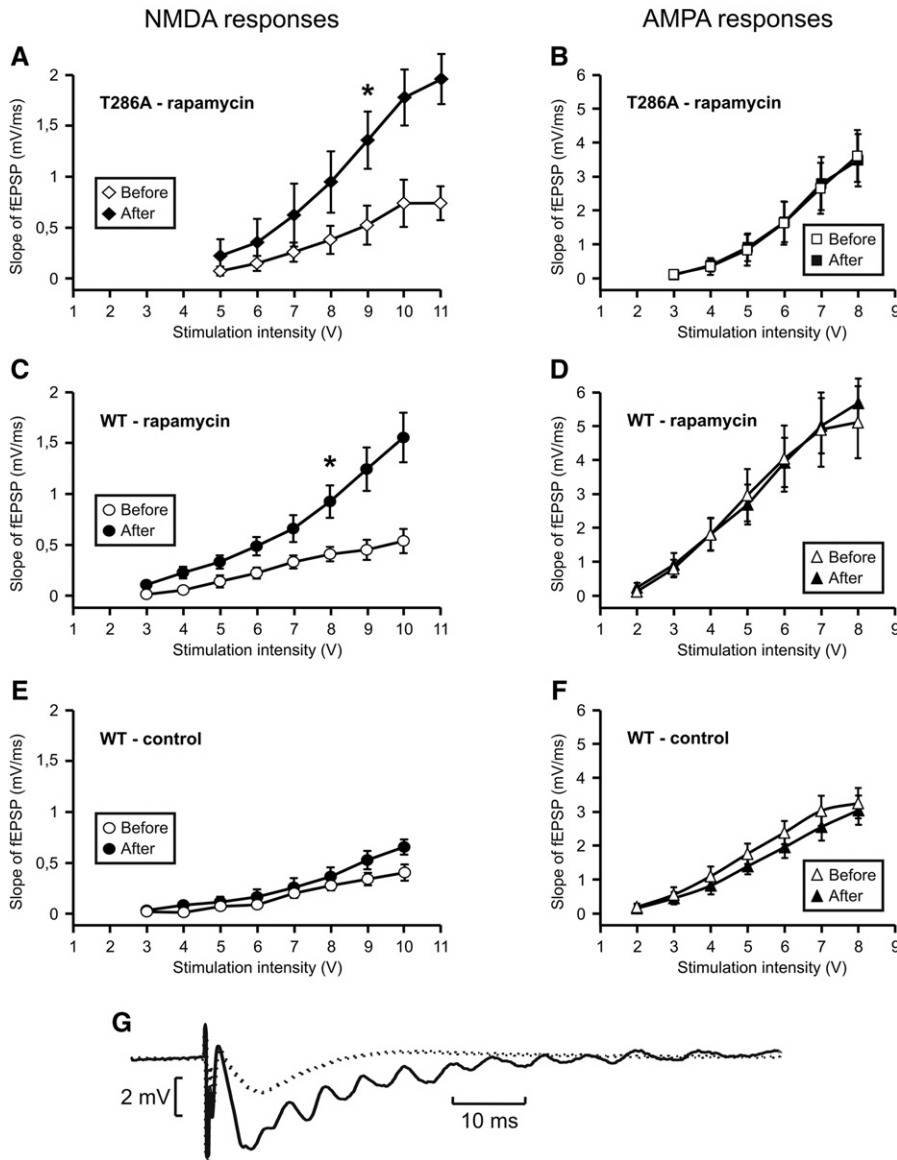 NMDA responses
AMPA responses
A
T286A - rapamycin
*
Before
After
Slope of fEPSP (mV/ms)
2
1,5
1
0,5
0
1 2 3 4 5 6 7 8 9 10 11
Stimulation intensity (V)
B
T286A - rapamycin
Before
After
Slope of fEPSP (mV/ms)
6
5
4
3
2
1
0
1 2 3 4 5 6 7 8 9
Stimulation intensity (V)
C
WT - rapamycin
*
Before
After
Slope of fEPSP (mV/ms)
2
1,5
1
0,5
0
1 2 3 4 5 6 7 8 9 10 11
Stimulation intensity (V)
D
WT - rapamycin
Before
After
Slope of fEPSP (mV/ms)
6
5
4
3
2
1
0
1 2 3 4 5 6 7 8 9
Stimulation intensity (V)
E
WT - control
Before
After
Slope of fEPSP (mV/ms)
2
1,5
1
0,5
0
1 2 3 4 5 6 7 8 9 10 11
Stimulation intensity (V)
F
WT - control
Before
After
Slope of fEPSP (mV/ms)
6
5
4
3
2
1
0
1 2 3 4 5 6 7 8 9
Stimulation intensity (V)
G
2 mV
10 ms